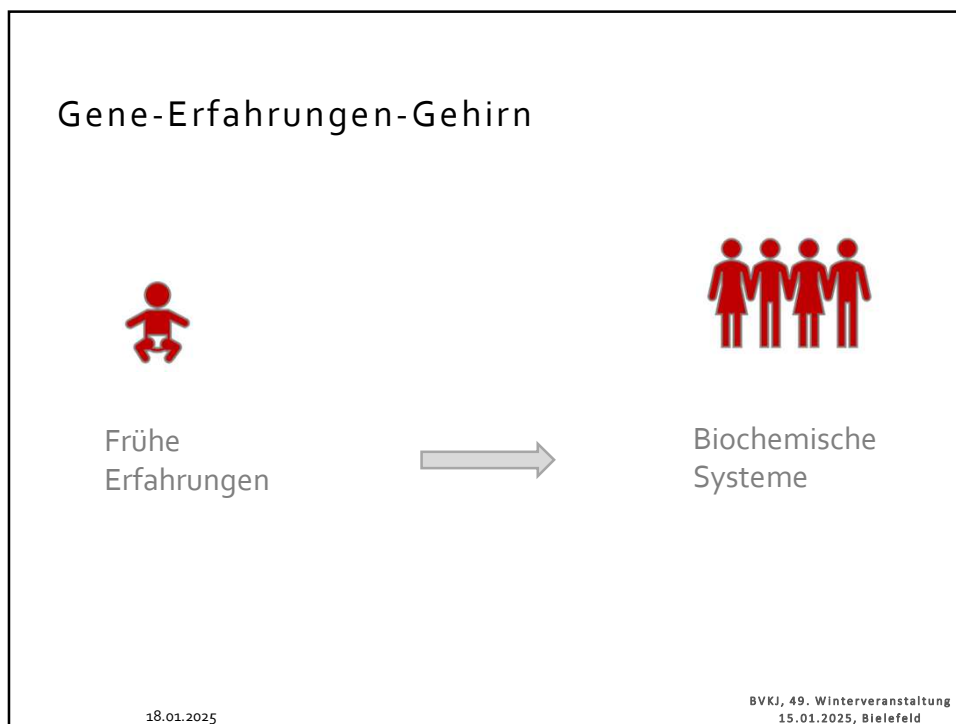 Gene-Erfahrungen-Gehirn
Frühe
Erfahrungen
Biochemische
Systeme
18.01.2025
BVKJ, 49. Winterveranstaltung
15.01.2025, Bielefeld